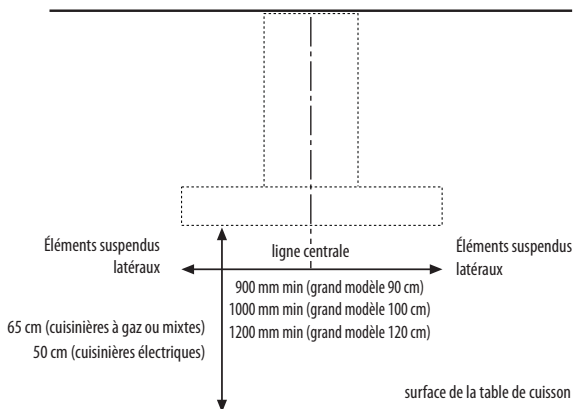 Éléments suspendus
latéraux
ligne centrale
Éléments suspendus
latéraux
900 mm min (grand modèle 90 cm)
1000 mm min (grand modèle 100 cm)
1200 mm min (grand modèle 120 cm)
65 cm (cuisinières à gaz ou mixtes)
50 cm (cuisinières électriques)
surface de la table de cuisson